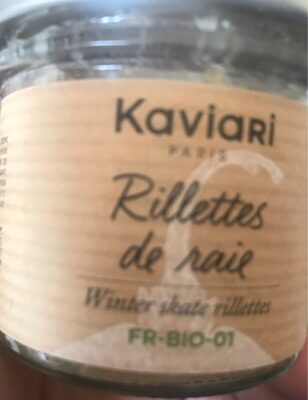 Kaviari
PARIS
Rillettes
de raie
Winter skate rillettes
FR-BIO-01